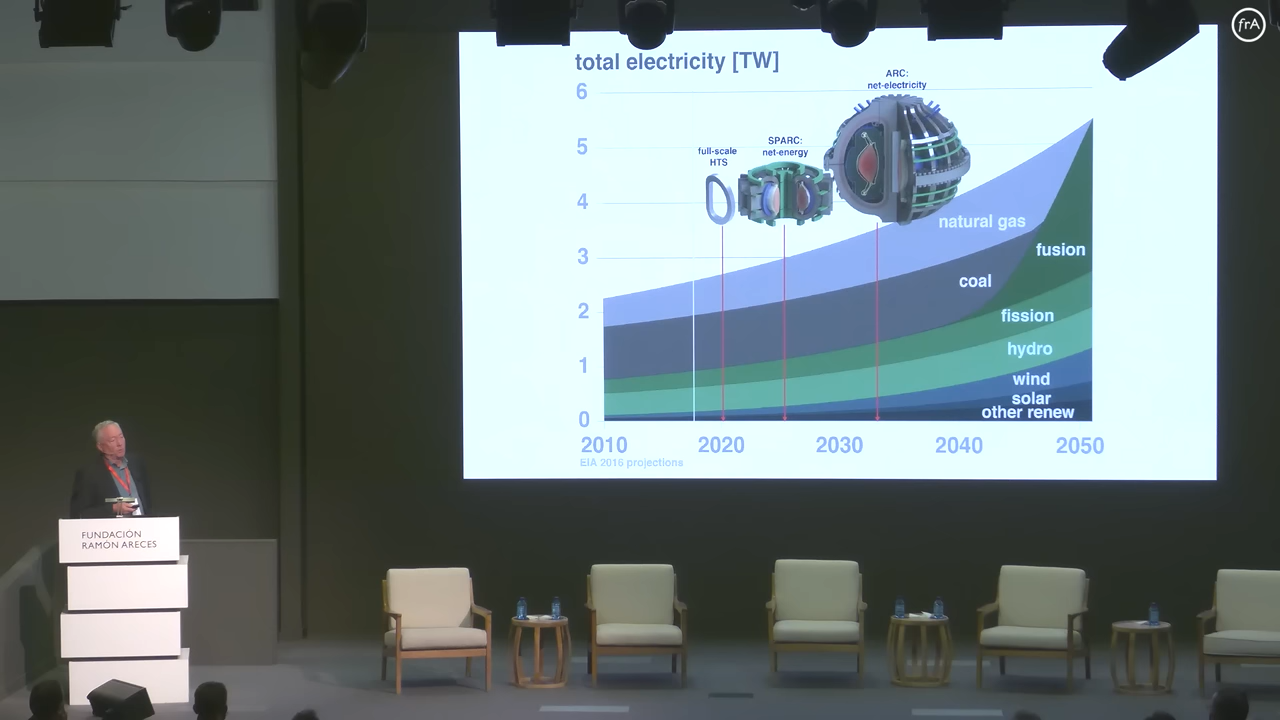 frA
total electricity [TW]
ARC:
net-electricity
6
SPARC:
net-energy
full-scale
HTS
5
4
natural gas
fusion
3
coal
fission
2
hydro
1
wind
solar
other renew
0
2010
2020
2030
2040
2050
EIA 2016 projections
FUNDACIÓN
RAMÓN ARECES